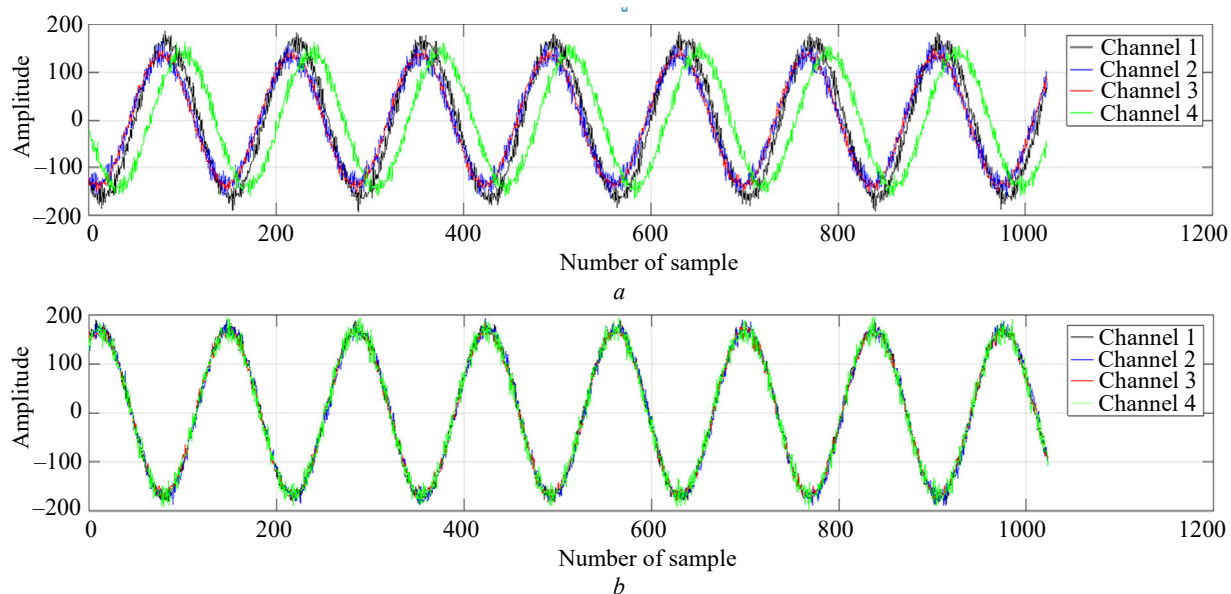 200
100
0
–100
–200
Amplitude
Channel 1
Channel 2
Channel 3
Channel 4
0 200 400 600 800 1000 1200
Number of sample
a
200
100
0
–100
–200
Amplitude
Channel 1
Channel 2
Channel 3
Channel 4
0 200 400 600 800 1000 1200
Number of sample
b